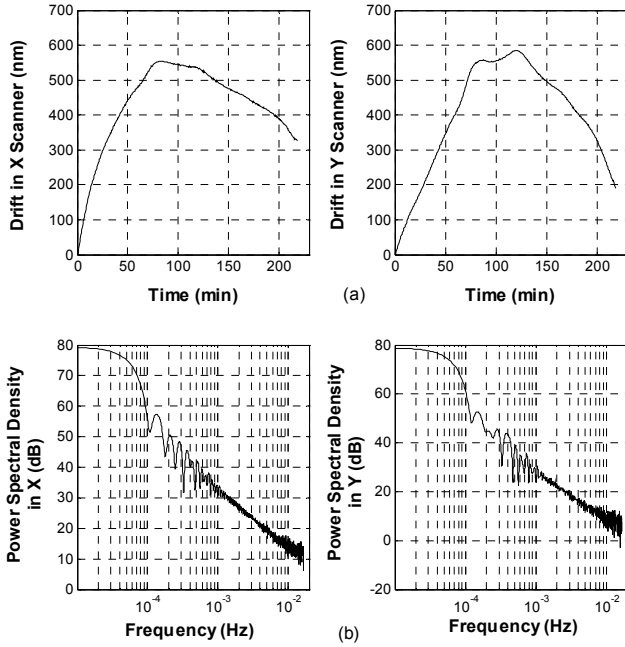 700
600
500
400
300
200
100
0
0 50 100 150 200
Drift in X Scanner (nm)
Time (min)
700
600
500
400
300
200
100
0
0 50 100 150 200
Drift in Y Scanner (nm)
Time (min)
(a)
80
70
60
50
40
30
20
10
0
10-4 10-3 10-2
Power Spectral Density
in X (dB)
Frequency (Hz)
80
60
40
20
0
-20
10-4 10-3 10-2
Power Spectral Density
in Y (dB)
Frequency (Hz)
(b)